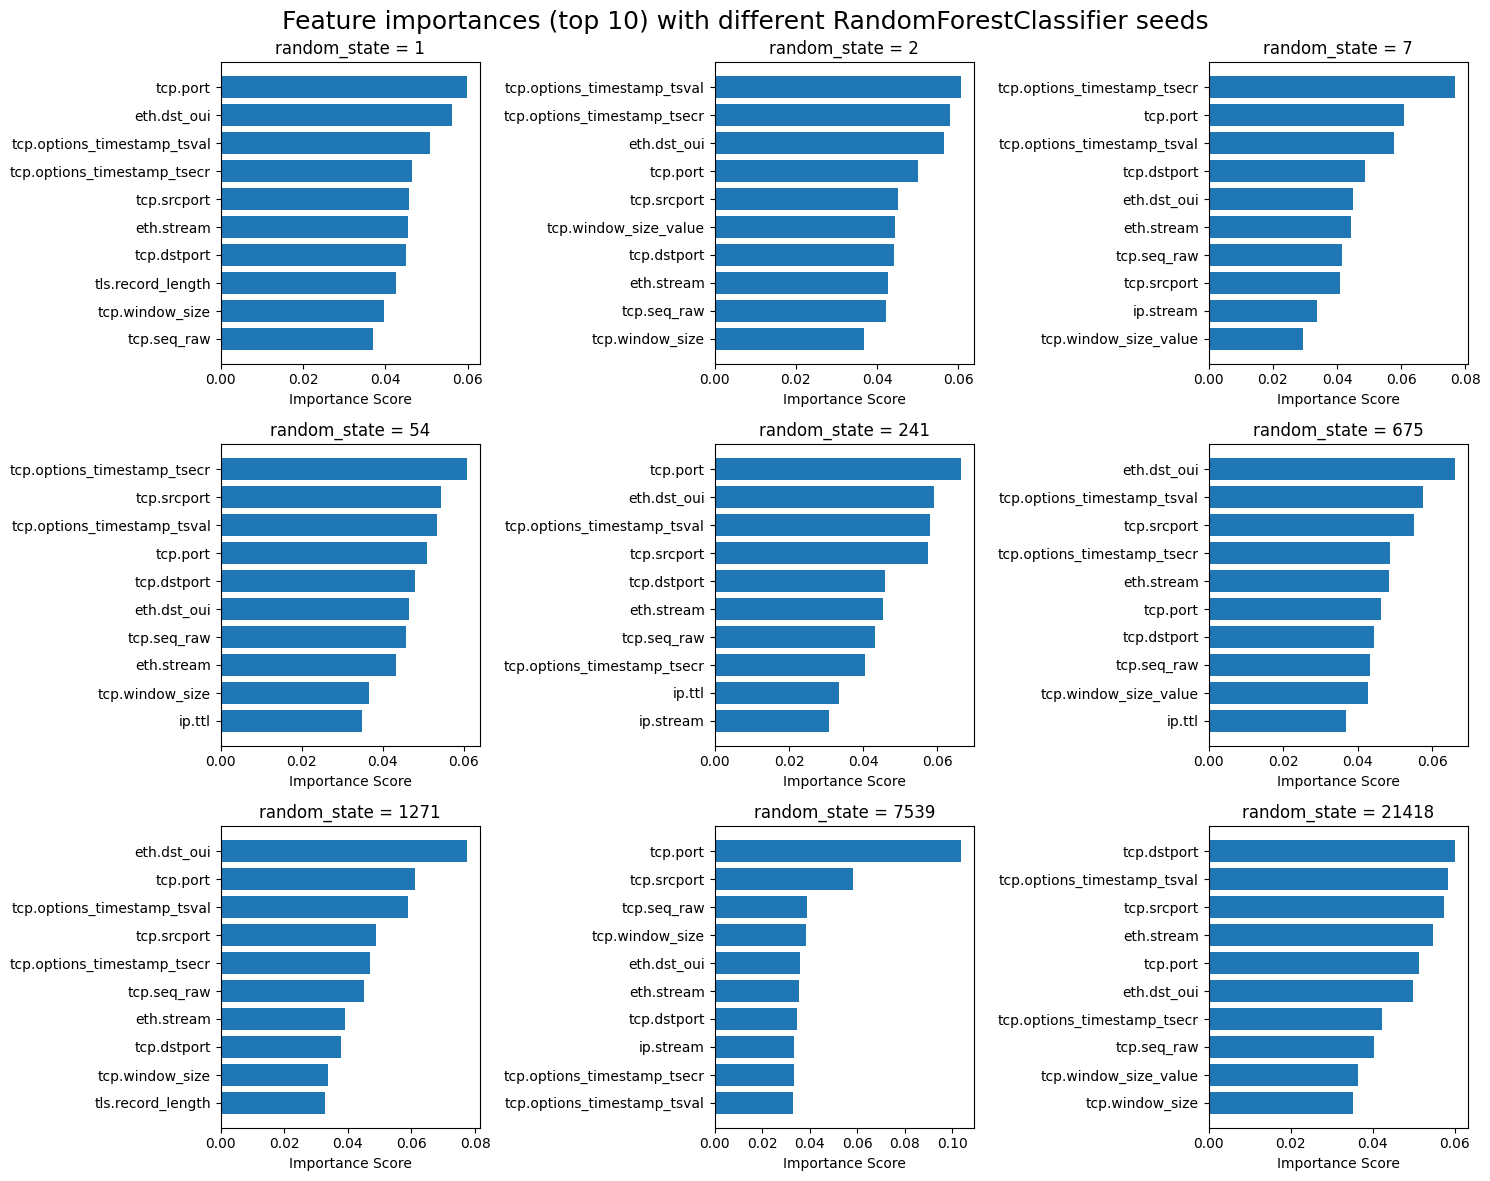 Feature importances (top 10) with different RandomForestClassifier seeds
random_state = 1
tcp.port
eth.dst_oui
tcp.options_timestamp_tsval
tcp.options_timestamp_tsecr
tcp.srcport
eth.stream
tcp.dstport
tls.record_length
tcp.window_size
tcp.seq_raw
0.00 0.02 0.04 0.06
Importance Score
random_state = 2
tcp.options_timestamp_tsval
tcp.options_timestamp_tsecr
eth.dst_oui
tcp.port
tcp.srcport
tcp.window_size_value
tcp.dstport
eth.stream
tcp.seq_raw
tcp.window_size
0.00 0.02 0.04 0.06
Importance Score
random_state = 7
tcp.options_timestamp_tsecr
tcp.port
tcp.options_timestamp_tsval
tcp.dstport
eth.dst_oui
eth.stream
tcp.seq_raw
tcp.srcport
ip.stream
tcp.window_size_value
0.00 0.02 0.04 0.06 0.08
Importance Score
random_state = 54
tcp.options_timestamp_tsecr
tcp.srcport
tcp.options_timestamp_tsval
tcp.port
tcp.dstport
eth.dst_oui
tcp.seq_raw
eth.stream
tcp.window_size
ip.ttl
0.00 0.02 0.04 0.06
Importance Score
random_state = 241
tcp.port
eth.dst_oui
tcp.options_timestamp_tsval
tcp.srcport
tcp.dstport
eth.stream
tcp.seq_raw
tcp.options_timestamp_tsecr
ip.ttl
ip.stream
0.00 0.02 0.04 0.06
Importance Score
random_state = 675
eth.dst_oui
tcp.options_timestamp_tsval
tcp.srcport
tcp.options_timestamp_tsecr
eth.stream
tcp.port
tcp.dstport
tcp.seq_raw
tcp.window_size_value
ip.ttl
0.00 0.02 0.04 0.06
Importance Score
random_state = 1271
eth.dst_oui
tcp.port
tcp.options_timestamp_tsval
tcp.srcport
tcp.options_timestamp_tsecr
tcp.seq_raw
eth.stream
tcp.dstport
tcp.window_size
tls.record_length
0.00 0.02 0.04 0.06 0.08
Importance Score
random_state = 7539
tcp.port
tcp.srcport
tcp.seq_raw
tcp.window_size
eth.dst_oui
eth.stream
tcp.dstport
ip.stream
tcp.options_timestamp_tsecr
tcp.options_timestamp_tsval
0.00 0.02 0.04 0.06 0.08 0.10
Importance Score
random_state = 21418
tcp.dstport
tcp.options_timestamp_tsval
tcp.srcport
eth.stream
tcp.port
eth.dst_oui
tcp.options_timestamp_tsecr
tcp.seq_raw
tcp.window_size_value
tcp.window_size
0.00 0.02 0.04 0.06
Importance Score